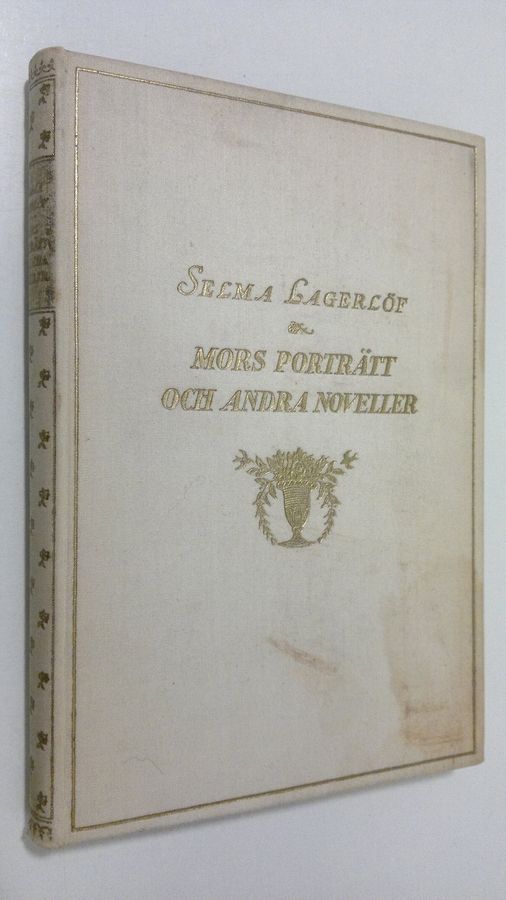 SELMA LAGERLÖF
MORS PORTRÄTT
OCH ANDRA NOVELLER